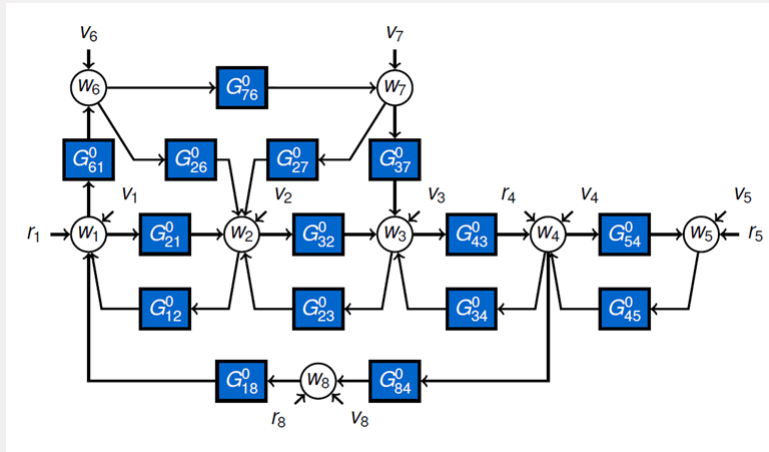 v6 v7
w6 G⁰76 w7
G⁰61 G⁰26 G⁰27 G⁰37
v1 v2 v3 r4 v4 v5
r1 w1 G⁰21 w2 G⁰32 w3 G⁰43 w4 G⁰54 w5 r5
G⁰12 G⁰23 G⁰34 G⁰45
G⁰18 w8 G⁰84
r8 v8